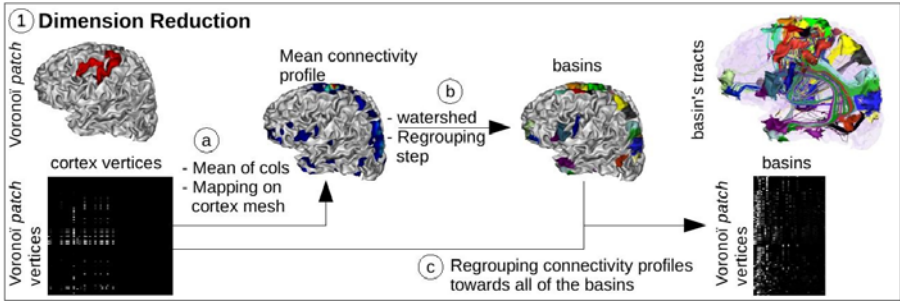 1 Dimension Reduction
Voronoï patch
Mean connectivity
profile
b
- watershed
- Regrouping
step
basins
basin's tracts
cortex vertices
a
- Mean of cols
- Mapping on
cortex mesh
Voronoï patch
vertices
c Regrouping connectivity profiles
towards all of the basins
basins
Voronoï patch
vertices